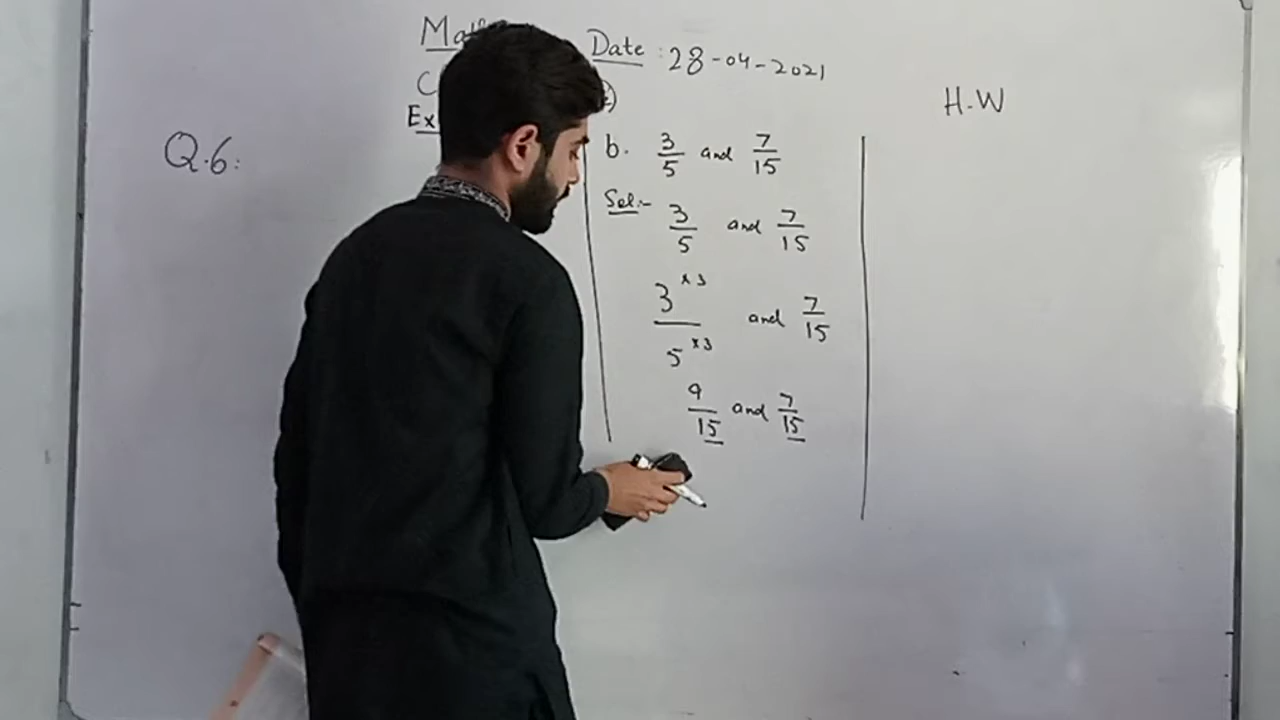 Date : 28-04-2021
H.W
Q.6:
b. 3/5 and 7/15
Sol:-
3/5 and 7/15
3×3/5×3 and 7/15
9/15 and 7/15